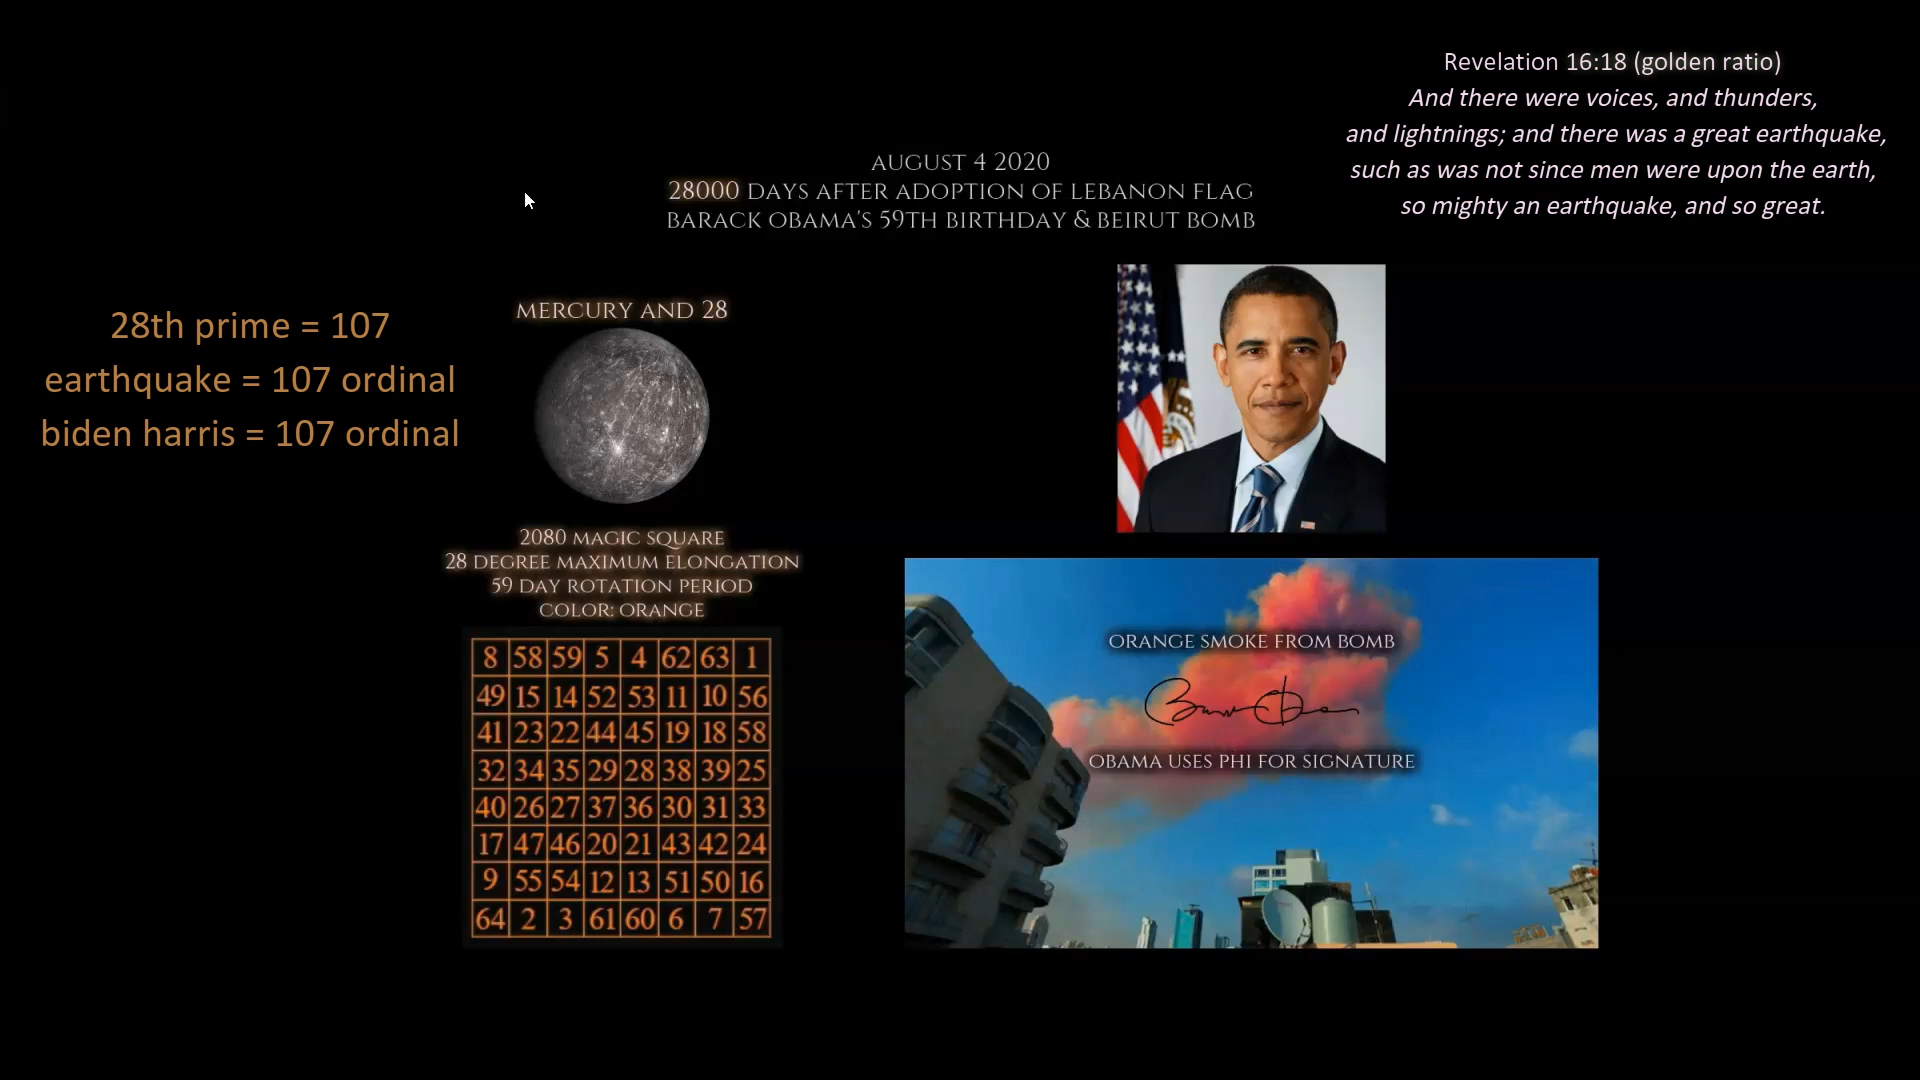 Revelation 16:18 (golden ratio)
And there were voices, and thunders,
and lightnings; and there was a great earthquake,
such as was not since men were upon the earth,
so mighty an earthquake, and so great.
AUGUST 4 2020
28000 DAYS AFTER ADOPTION OF LEBANON FLAG
BARACK OBAMA'S 59TH BIRTHDAY & BEIRUT BOMB
28th prime = 107
earthquake = 107 ordinal
biden harris = 107 ordinal
MERCURY AND 28
2080 MAGIC SQUARE
28 DEGREE MAXIMUM ELONGATION
59 DAY ROTATION PERIOD
COLOR: ORANGE
8 58 59 5 4 62 63 1
49 15 14 52 53 11 10 56
41 23 22 44 45 19 18 58
32 34 35 29 28 38 39 25
40 26 27 37 36 30 31 33
17 47 46 20 21 43 42 24
9 55 54 12 13 51 50 16
64 2 3 61 60 6 7 57
ORANGE SMOKE FROM BOMB
OBAMA USES PHI FOR SIGNATURE